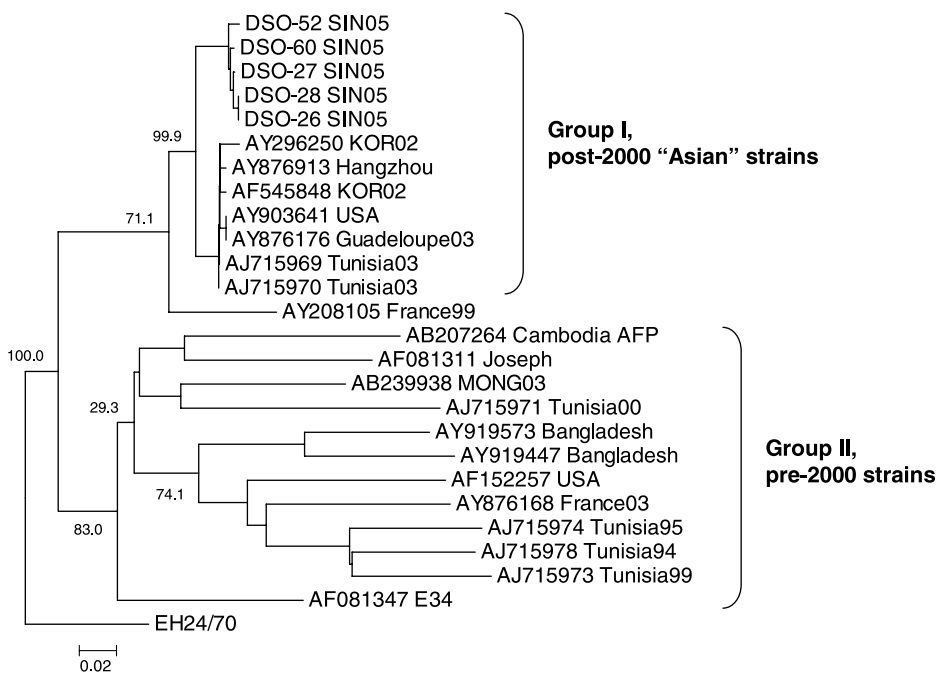 DSO-52 SIN05
DSO-60 SIN05
DSO-27 SIN05
DSO-28 SIN05
DSO-26 SIN05
AY296250 KOR02
AY876913 Hangzhou
AF545848 KOR02
AY903641 USA
AY876176 Guadeloupe03
AJ715969 Tunisia03
AJ715970 Tunisia03
AY208105 France99
Group I,
post-2000 “Asian” strains
99.9
71.1
100.0
AB207264 Cambodia AFP
AF081311 Joseph
AB239938 MONG03
AJ715971 Tunisia00
AY919573 Bangladesh
AY919447 Bangladesh
AF152257 USA
AY876168 France03
AJ715974 Tunisia95
AJ715978 Tunisia94
AJ715973 Tunisia99
AF081347 E34
Group II,
pre-2000 strains
29.3
74.1
83.0
EH24/70
0.02